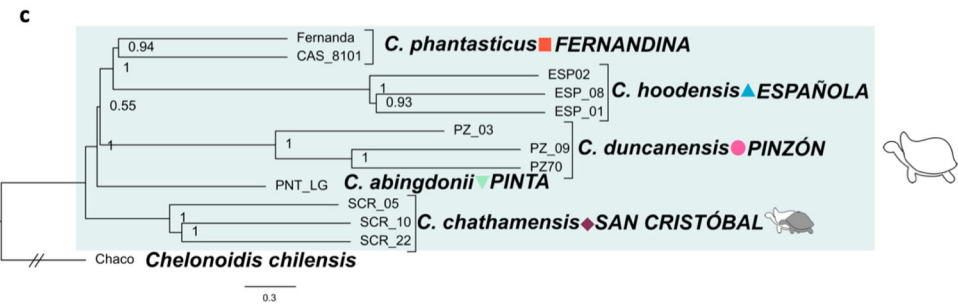 c
Fernanda
0.94
C. phantasticus FERNANDINA
CAS_8101
1
ESP02
1
ESP_08
C. hoodensis ESPAÑOLA
0.93
0.55
ESP_01
PZ_03
1
1
PZ_09
C. duncanensis PINZÓN
1
PZ70
PNT_LG
C. abingdonii PINTA
SCR_05
1
SCR_10
C. chathamensis SAN CRISTÓBAL
1
SCR_22
Chaco
Chelonoidis chilensis
0.3